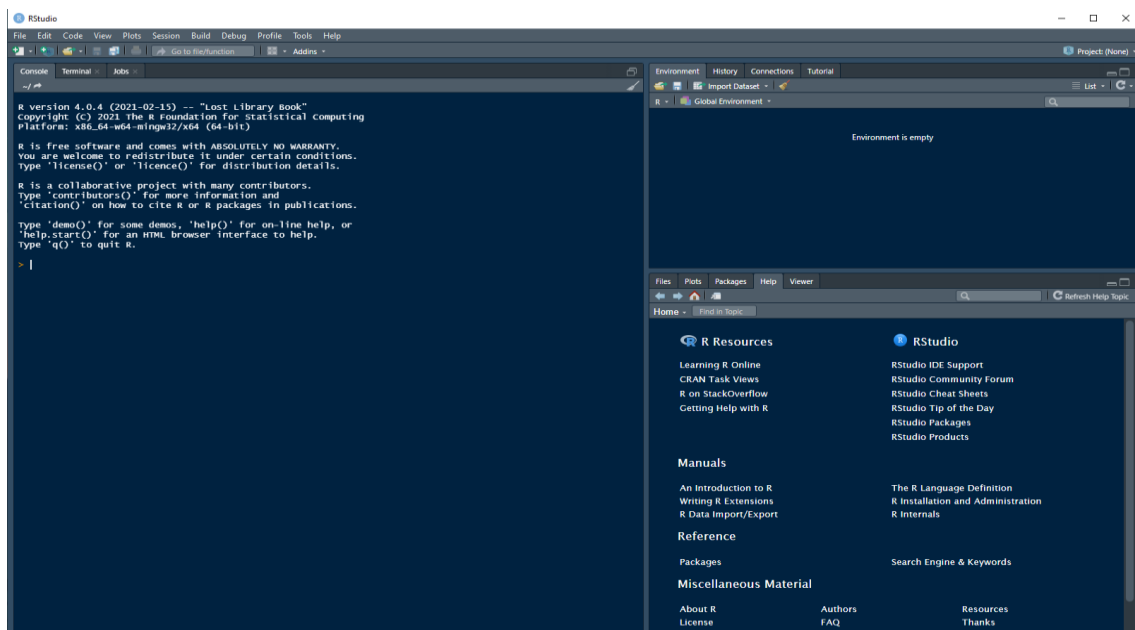 RStudio
File Edit Code View Plots Session Build Debug Profile Tools Help
Go to file/function Addins Project: (None)
Console Terminal Jobs
~/
R version 4.0.4 (2021-02-15) -- "Lost Library Book"
Copyright (C) 2021 The R Foundation for Statistical Computing
Platform: x86_64-w64-mingw32/x64 (64-bit)
R is free software and comes with ABSOLUTELY NO WARRANTY.
You are welcome to redistribute it under certain conditions.
Type 'license()' or 'licence()' for distribution details.
R is a collaborative project with many contributors.
Type 'contributors()' for more information and
'citation()' on how to cite R or R packages in publications.
Type 'demo()' for some demos, 'help()' for on-line help, or
'help.start()' for an HTML browser interface to help.
Type 'q()' to quit R.
>
Environment History Connections Tutorial
Import Dataset List
R Global Environment
Environment is empty
Files Plots Packages Help Viewer
Refresh Help Topic
Home Find in Topic
R Resources RStudio
Learning R Online RStudio IDE Support
CRAN Task Views RStudio Community Forum
R on StackOverflow RStudio Cheat Sheets
Getting Help with R RStudio Tip of the Day
RStudio Packages
RStudio Products
Manuals
An Introduction to R The R Language Definition
Writing R Extensions R Installation and Administration
R Data Import/Export R Internals
Reference
Packages Search Engine & Keywords
Miscellaneous Material
About R Authors Resources
License FAQ Thanks